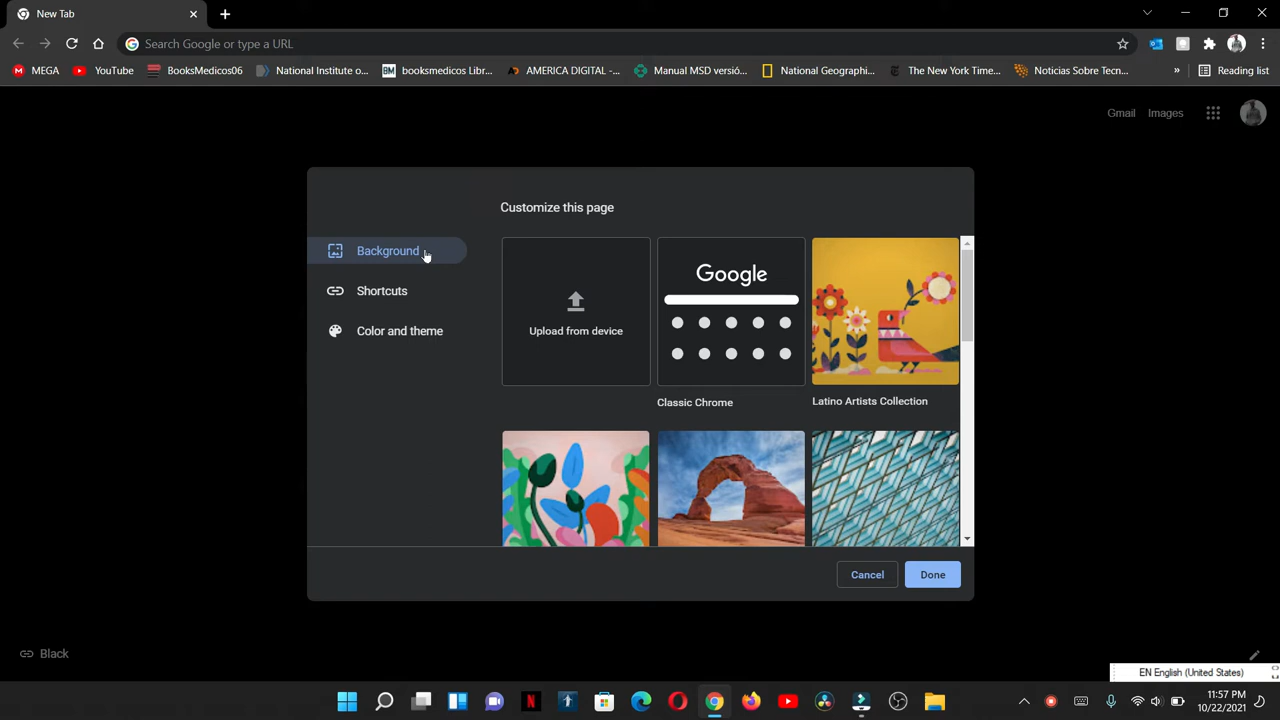 New Tab
Search Google or type a URL
MEGA
YouTube
BooksMedicos06
National Institute o...
BM
booksmedicos Libr...
AMERICA DIGITAL -...
Manual MSD versió...
National Geographi...
The New York Time...
Noticias Sobre Tecn...
»
Reading list
Gmail
Images
Customize this page
Background
Shortcuts
Color and theme
Upload from device
Google
Classic Chrome
Latino Artists Collection
Cancel
Done
Black
EN English (United States)
11:57 PM
10/22/2021